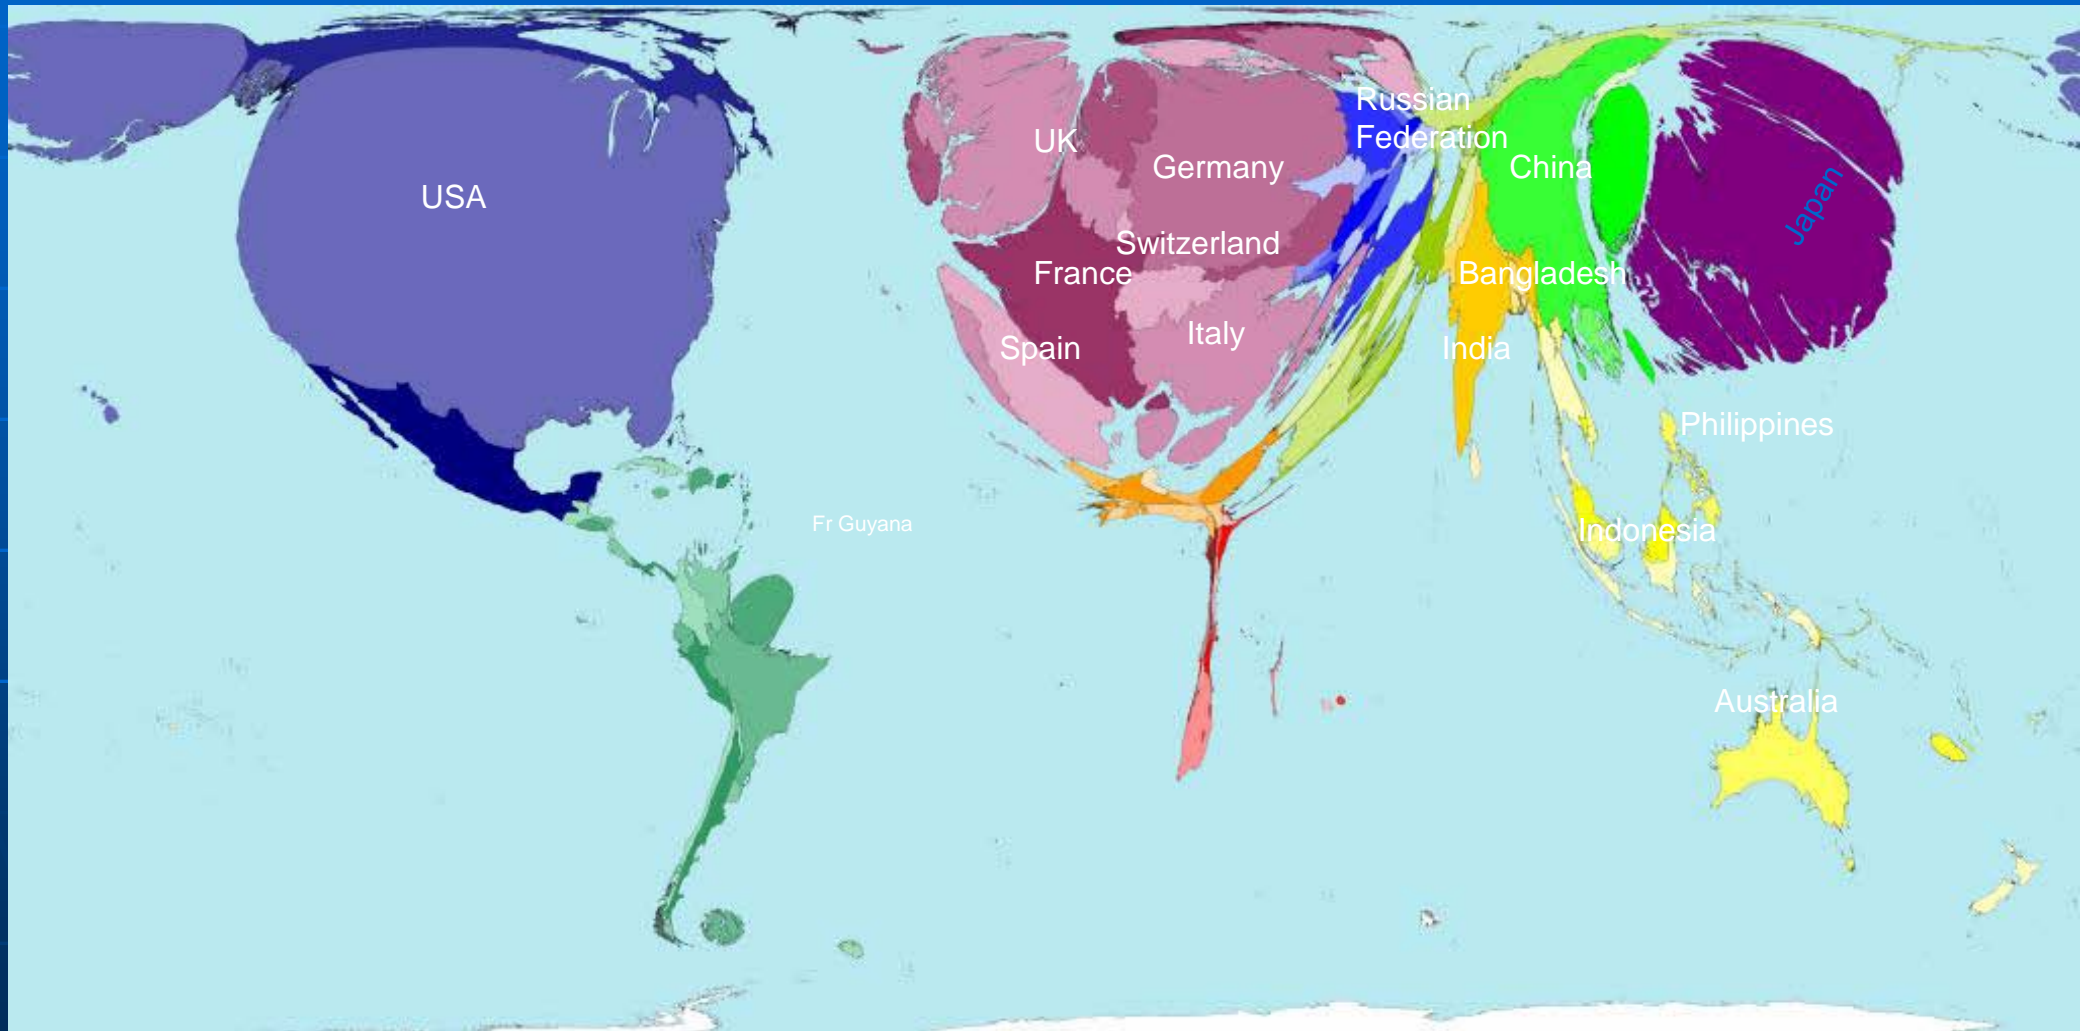 Russian
Federation
UK
Germany
China
USA
Japan
Switzerland
France
Bangladesh
Italy
Spain
India
Philippines
Fr Guyana
Indonesia
Australia